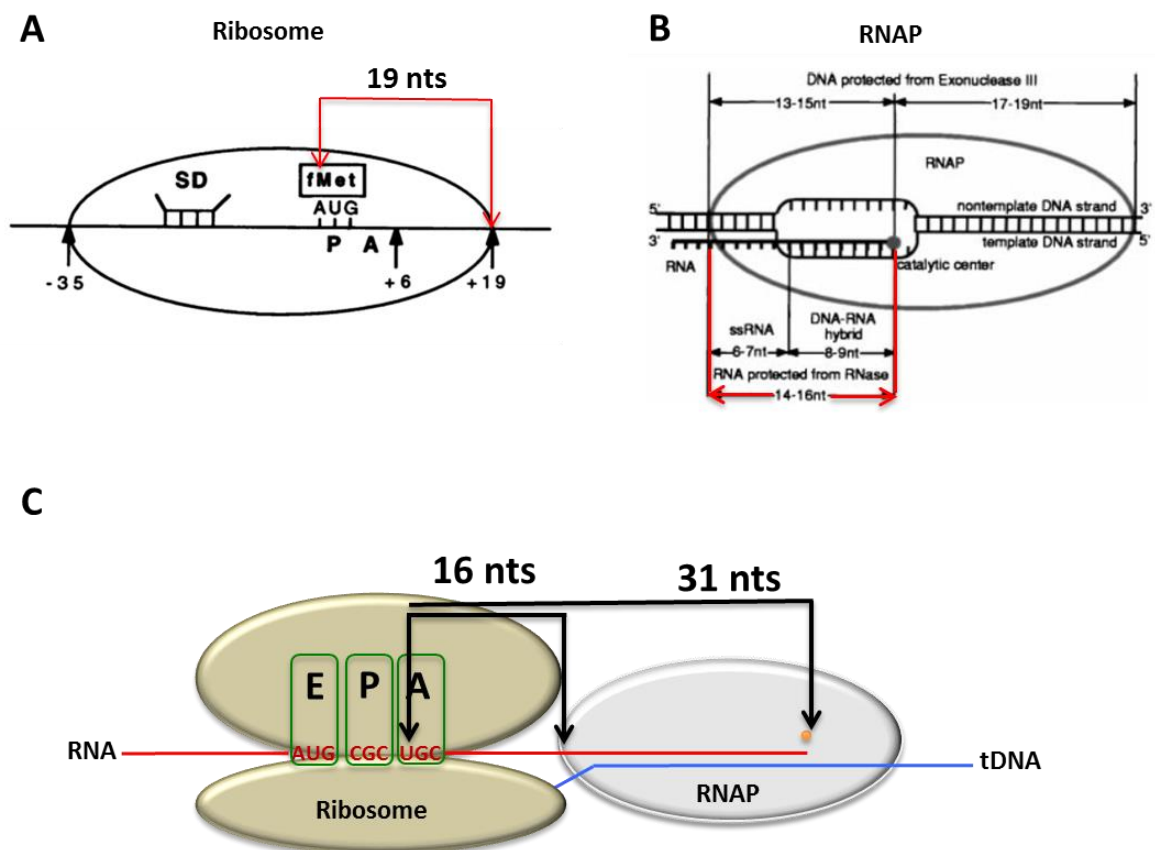 A
Ribosome
19 nts
SD
fMet
AUG
P A
-35
+6
+19
B
RNAP
DNA protected from Exonuclease III
13-15nt
17-19nt
RNAP
5'
nontemplate DNA strand
3'
3'
template DNA strand
5'
RNA
catalytic center
ssRNA
DNA-RNA
hybrid
6-7nt
8-9nt
RNA protected from RNase
14-16nt
C
16 nts
31 nts
E P A
RNA
AUG CGC UGC
tDNA
Ribosome
RNAP